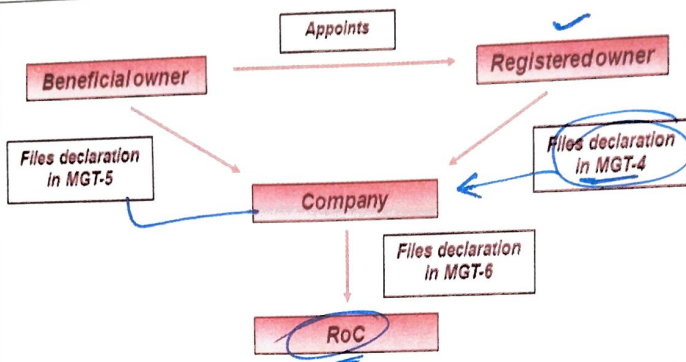 Appoints
Beneficial owner
Registered owner
Files declaration
in MGT-5
Files declaration
in MGT-4
Company
Files declaration
in MGT-6
RoC